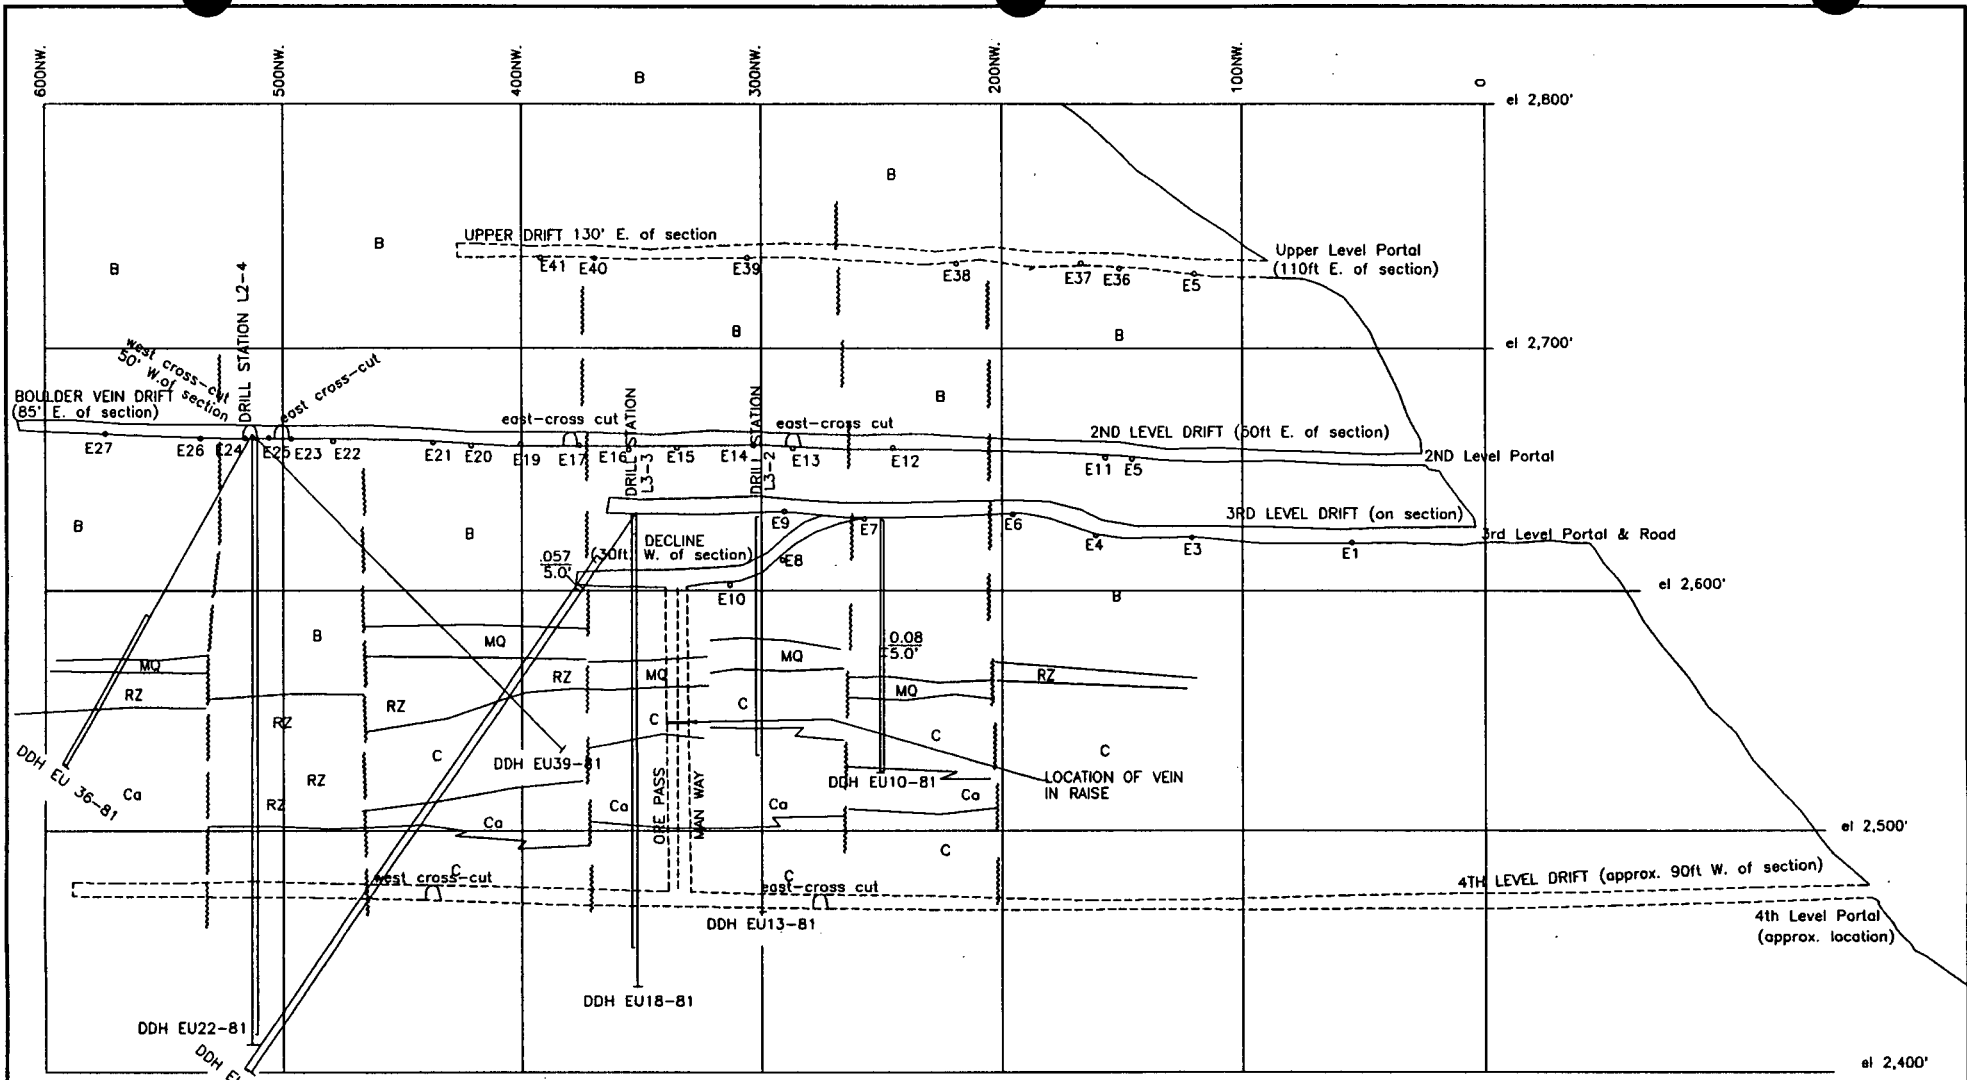 600NW.
500NW.
400NW.
300NW.
200NW.
100NW.
0
B
el 2,800'
B
UPPER DRIFT 130' E. of section
B
B
Upper Level Portal
(110ft E. of section)
E41
E40
E39
E38
E37
E36
E5
DRILL STATION L2-4
B
B
el 2,700'
west cross-cut
50' W.of section
east cross-cut
BOULDER VEIN DRIFT
(85' E. of section)
B
east-cross cut
east-cross cut
2ND LEVEL DRIFT (60ft E. of section)
2ND Level Portal
E27
E26
E24
E25
E23
E22
E21
E20
E19
E17
E16
E15
E14
E13
E12
E11
E5
DRILL STATION
L3-3
DRILL STATION
L3-2
3RD LEVEL DRIFT (on section)
3rd Level Portal & Road
B
B
E9
E7
E6
E4
E3
E1
DECLINE
(30ft. W. of section)
.057
5.0'
E8
E10
el 2,600'
B
B
MQ
0.08
5.0'
MQ
MQ
RZ
RZ
MQ
MQ
RZ
RZ
RZ
C
C
C
C
C
DDH EU 36-81
DDH EU39-81
DDH EU10-81
LOCATION OF VEIN
IN RAISE
Ca
RZ
RZ
Ca
Ca
Ca
Ca
ORE PASS
MAN WAY
el 2,500'
C
C
C
west cross-cut
east-cross cut
4TH LEVEL DRIFT (approx. 90ft W. of section)
4th Level Portal
(approx. location)
DDH EU13-81
DDH EU18-81
DDH EU22-81
DDH
el 2,400'